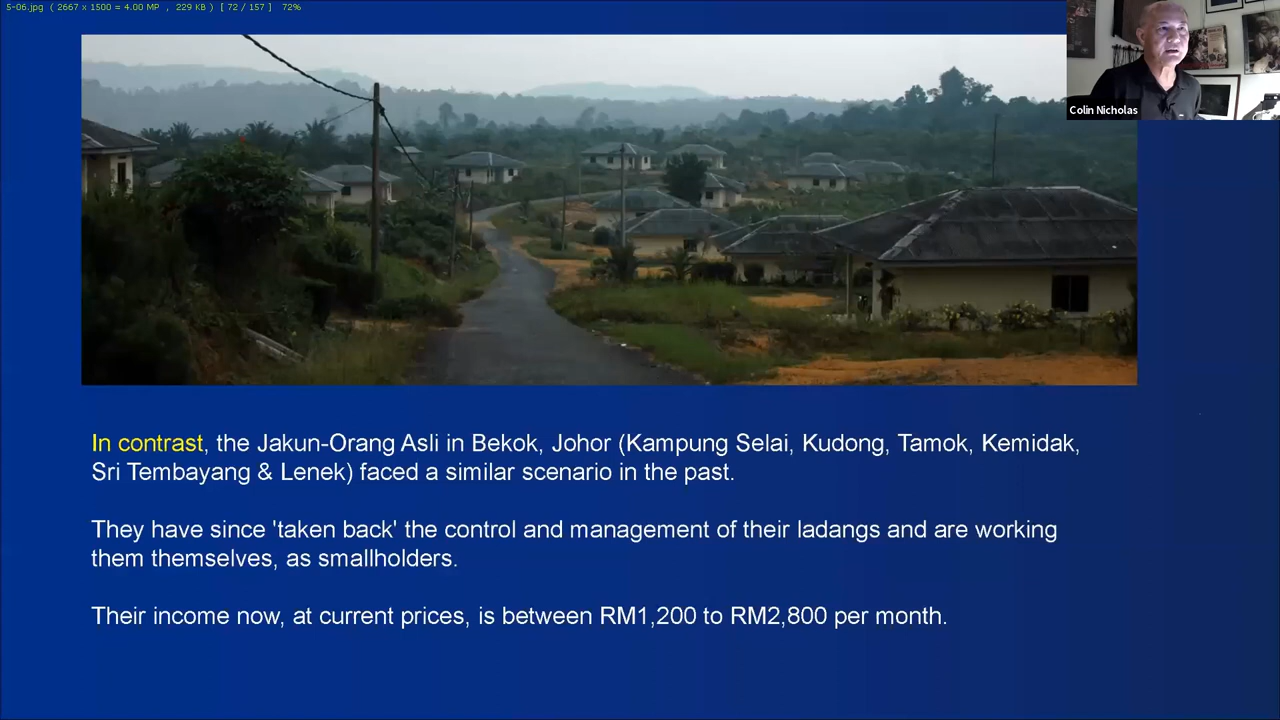 5-06.jpg ( 2667 x 1500 = 4.00 MP , 229 KB ) [ 72 / 157 ] 72%
Colin Nicholas
In contrast, the Jakun-Orang Asli in Bekok, Johor (Kampung Selai, Kudong, Tamok, Kemidak,
Sri Tembayang & Lenek) faced a similar scenario in the past.
They have since 'taken back' the control and management of their ladangs and are working
them themselves, as smallholders.
Their income now, at current prices, is between RM1,200 to RM2,800 per month.